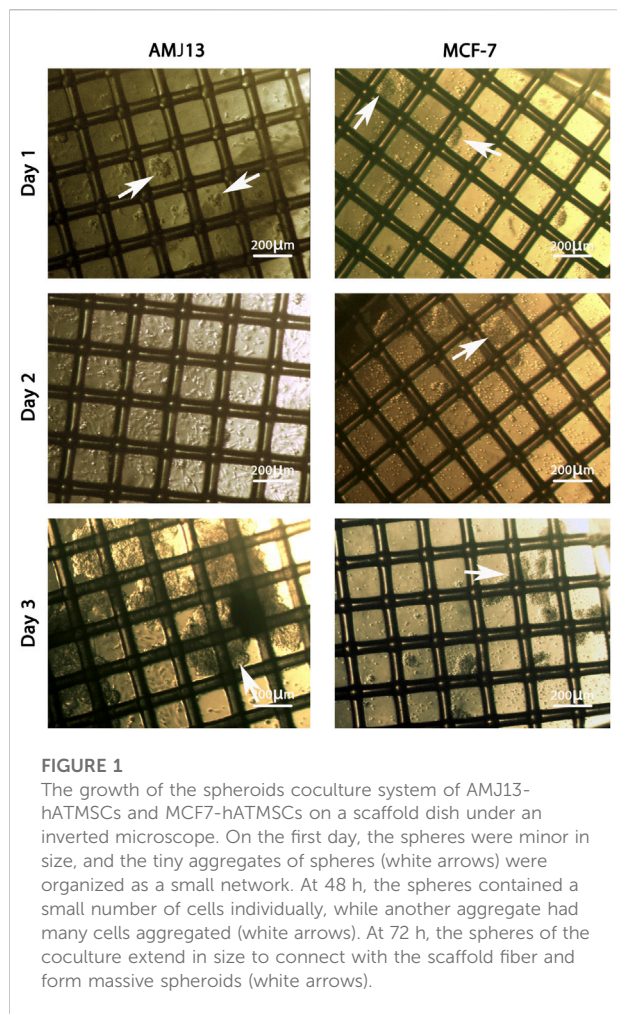 AMJ13 MCF-7
Day 1
200µm 200µm
Day 2
200µm 200µm
Day 3
200µm 200µm
FIGURE 1
The growth of the spheroids coculture system of AMJ13-
hATMSCs and MCF7-hATMSCs on a scaffold dish under an
inverted microscope. On the first day, the spheres were minor in
size, and the tiny aggregates of spheres (white arrows) were
organized as a small network. At 48 h, the spheres contained a
small number of cells individually, while another aggregate had
many cells aggregated (white arrows). At 72 h, the spheres of the
coculture extend in size to connect with the scaffold fiber and
form massive spheroids (white arrows).